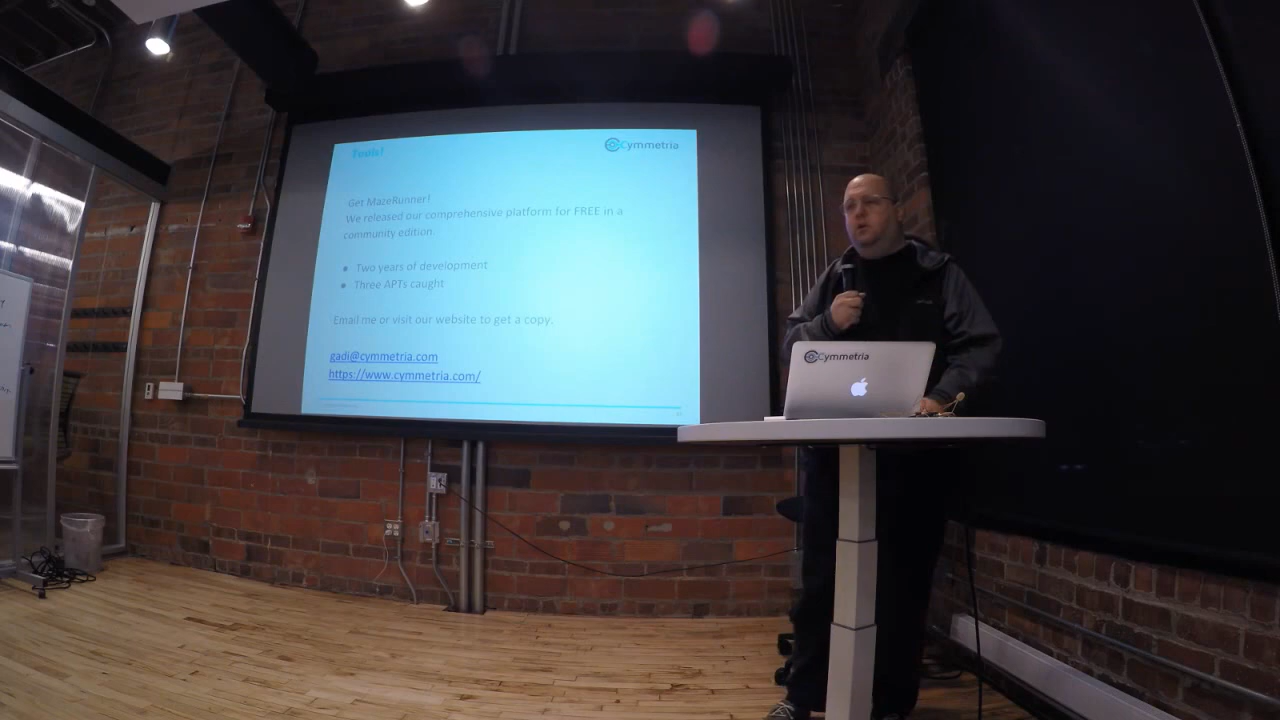 Tools!
Cymmetria
Get MazeRunner!
We released our comprehensive platform for FREE in a
community edition.
● Two years of development
● Three APTs caught
Email me or visit our website to get a copy.
gadi@cymmetria.com
https://www.cymmetria.com/
Cymmetria